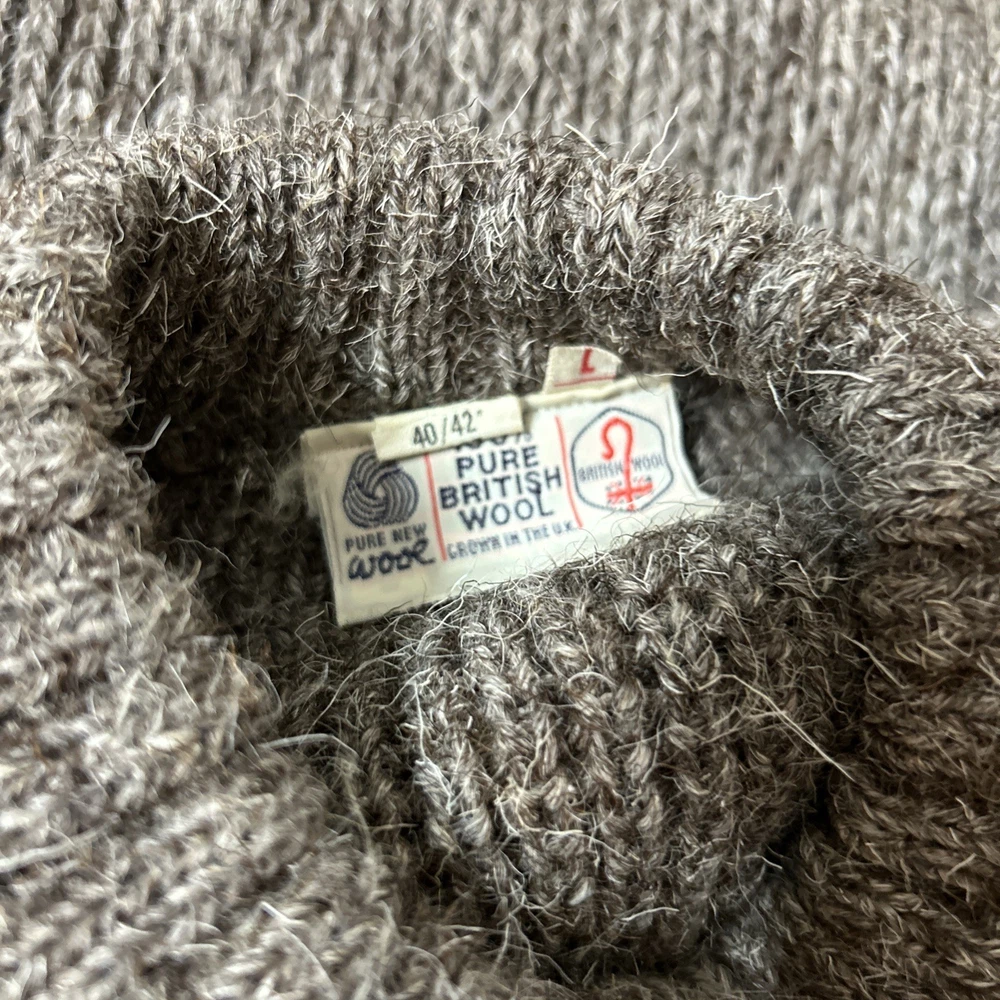 L
40/42"
PURE
BRITISH
WOOL
GROWN IN THE U.K.
PURE NEW
WOOL
BRITISH WOOL